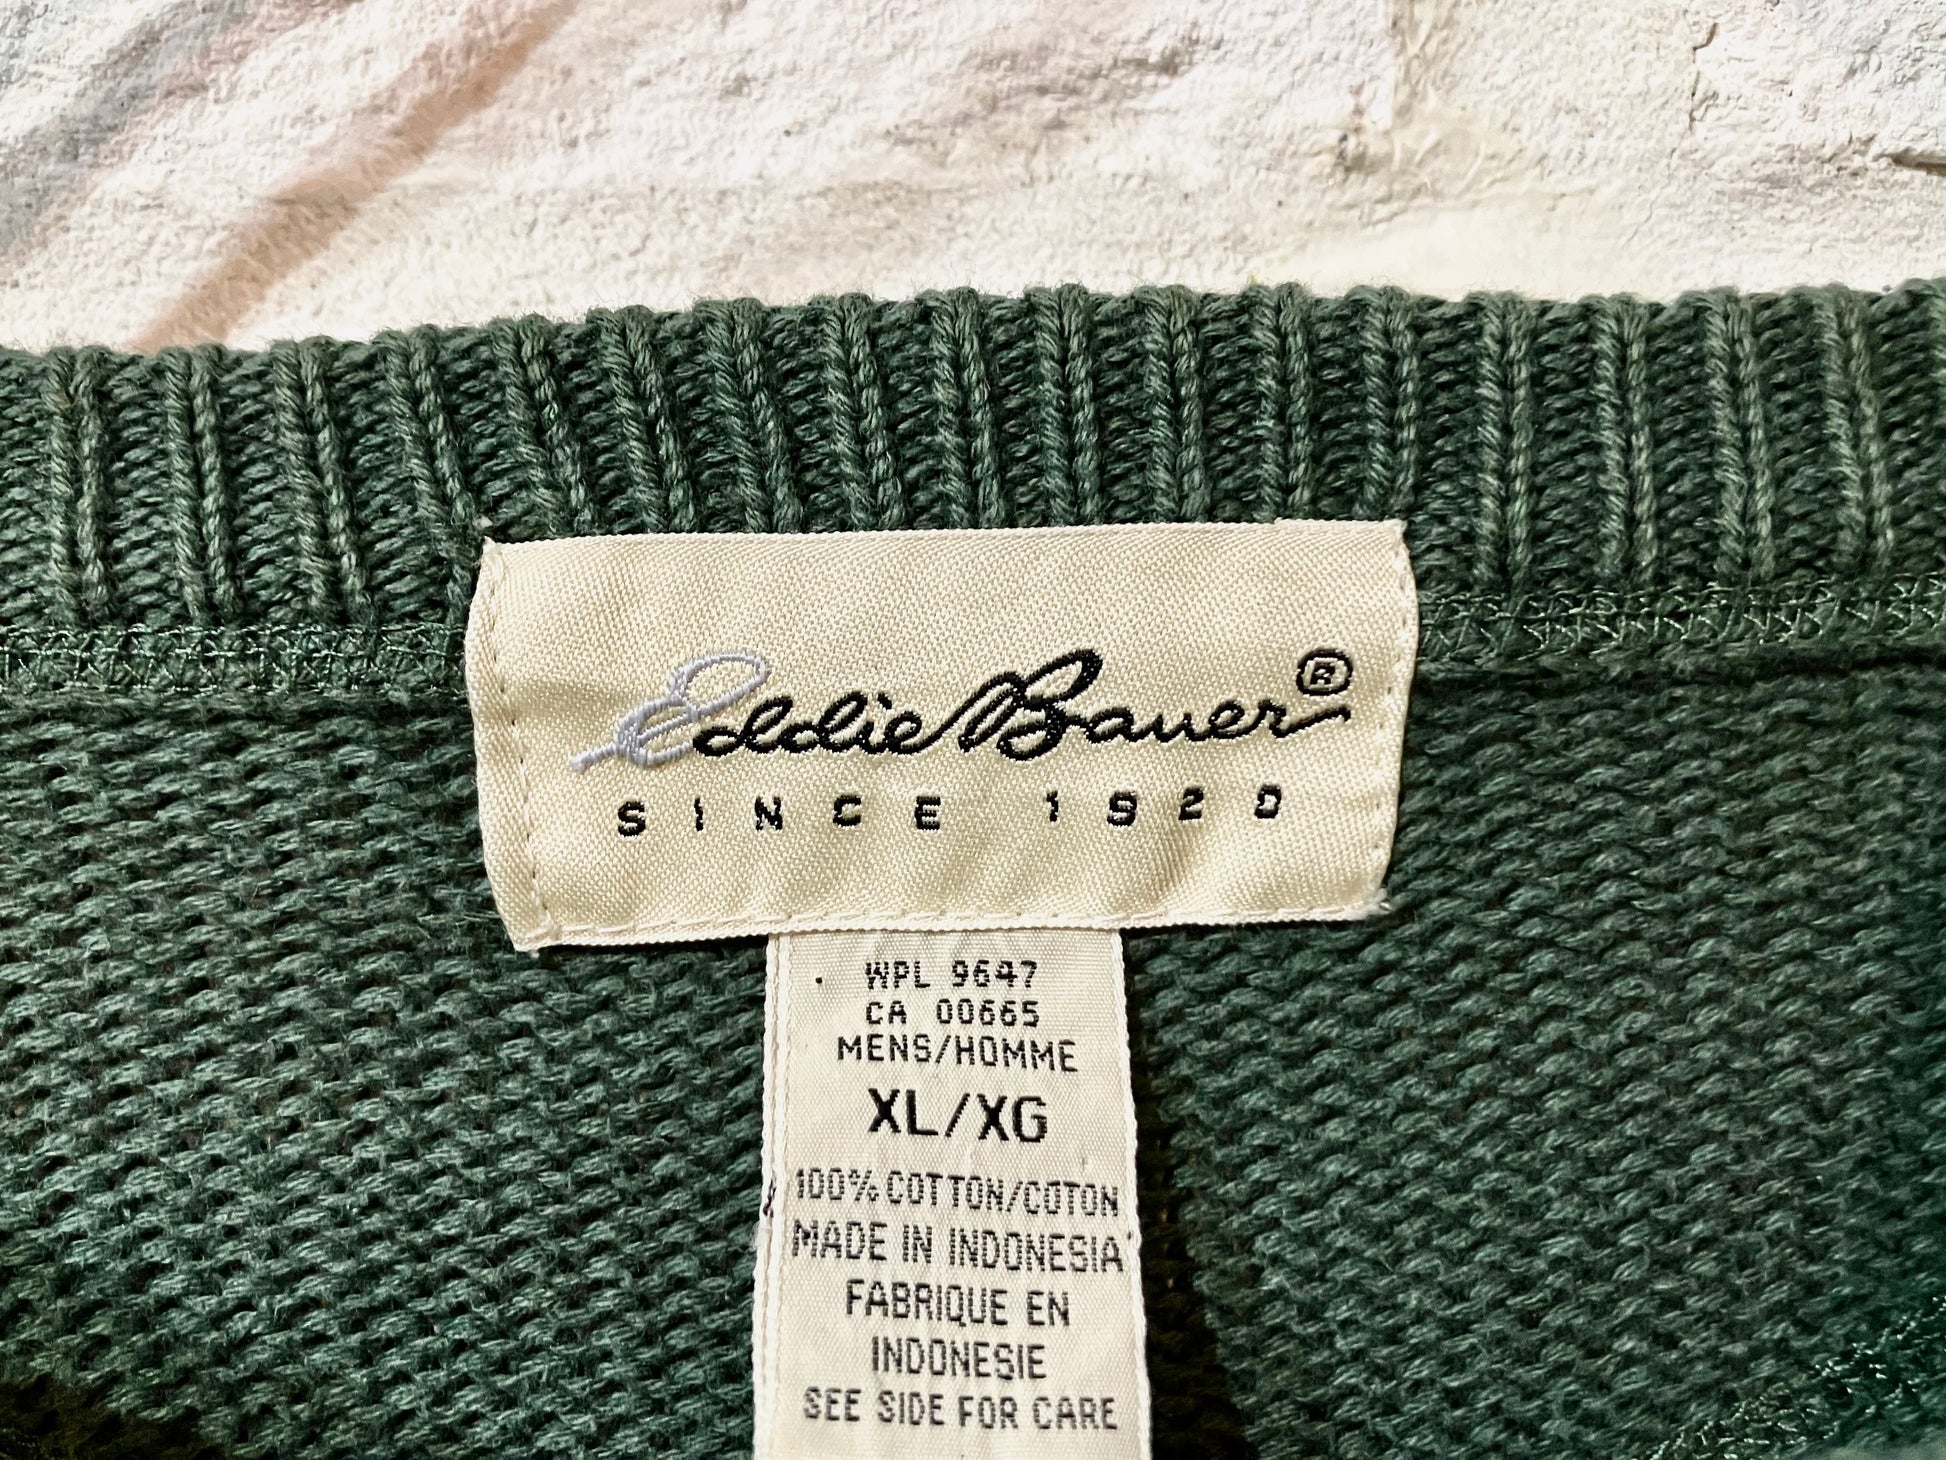 Eddie Bauer®
SINCE 1920
WPL 9647
CA 00665
MENS/HOMME
XL/XG
100% COTTON/COTON
MADE IN INDONESIA
FABRIQUE EN
INDONESIE
SEE SIDE FOR CARE